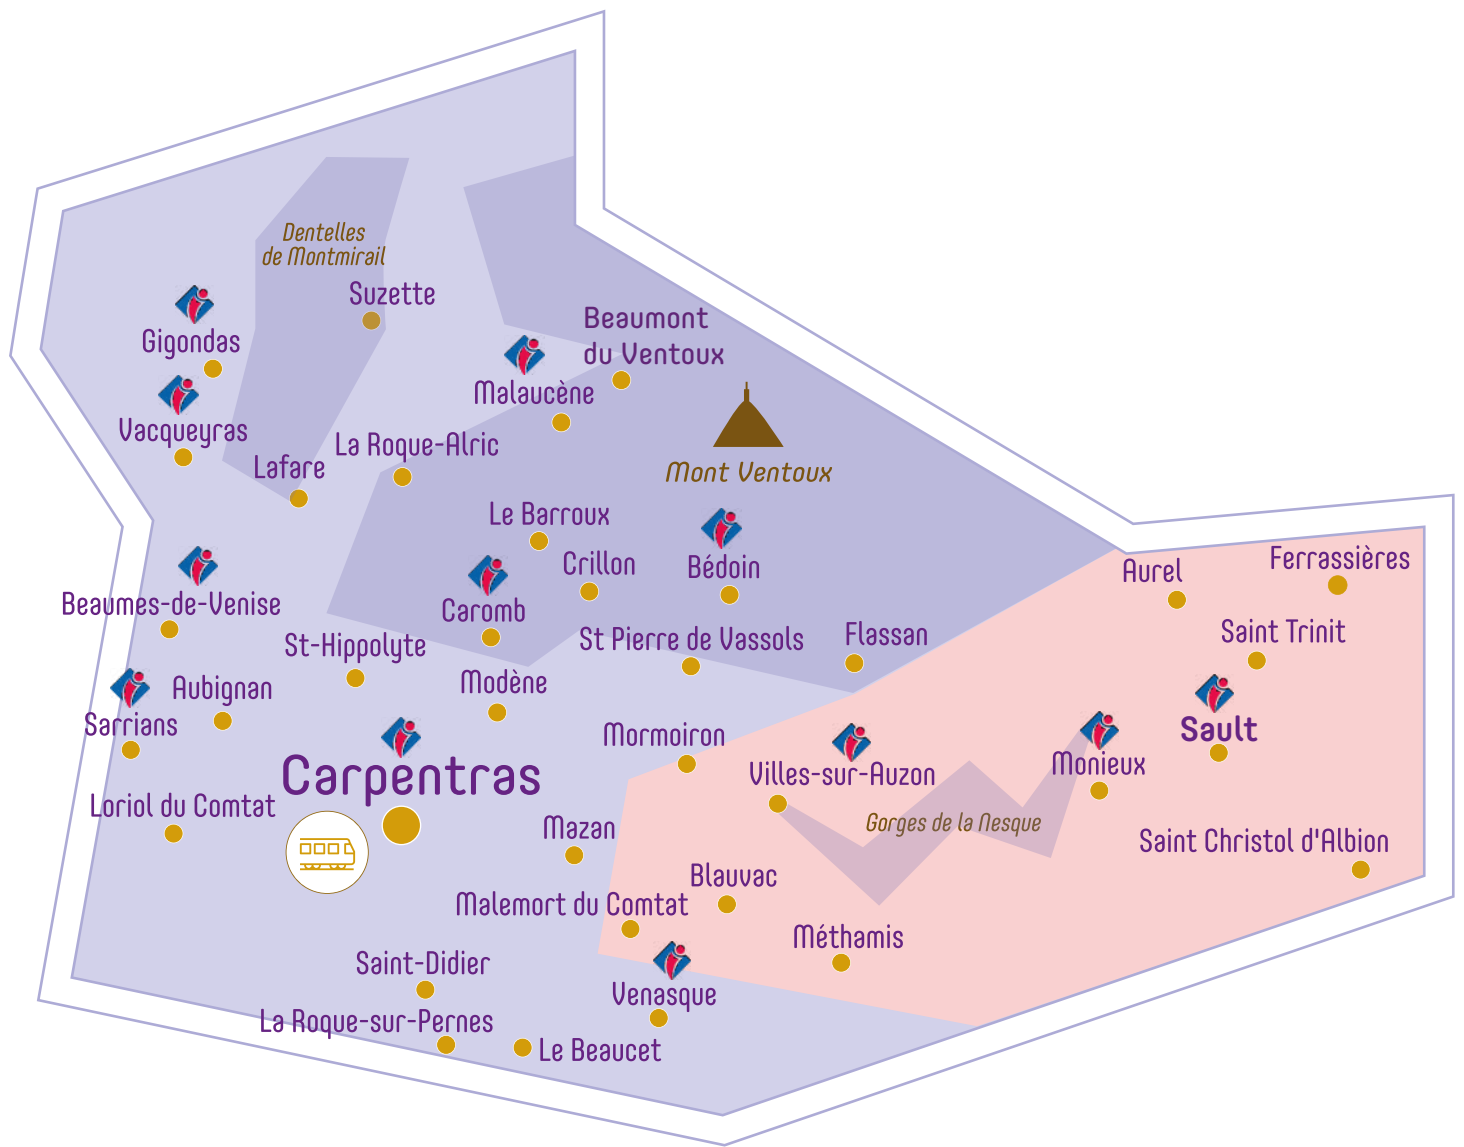 Dentelles
de Montmirail
Suzette
Gigondas
Beaumont
du Ventoux
Malaucène
Vacqueyras
La Roque-Alric
Lafare
Mont Ventoux
Le Barroux
Crillon
Bédoin
Aurel
Ferrassières
Beaumes-de-Venise
Caromb
St-Hippolyte
St Pierre de Vassols
Flassan
Saint Trinit
Aubignan
Modène
Sarrians
Mormoiron
Sault
Carpentras
Villes-sur-Auzon
Monieux
Loriol du Comtat
Mazan
Gorges de la Nesque
Saint Christol d'Albion
Blauvac
Malemort du Comtat
Méthamis
Saint-Didier
Venasque
La Roque-sur-Pernes
Le Beaucet